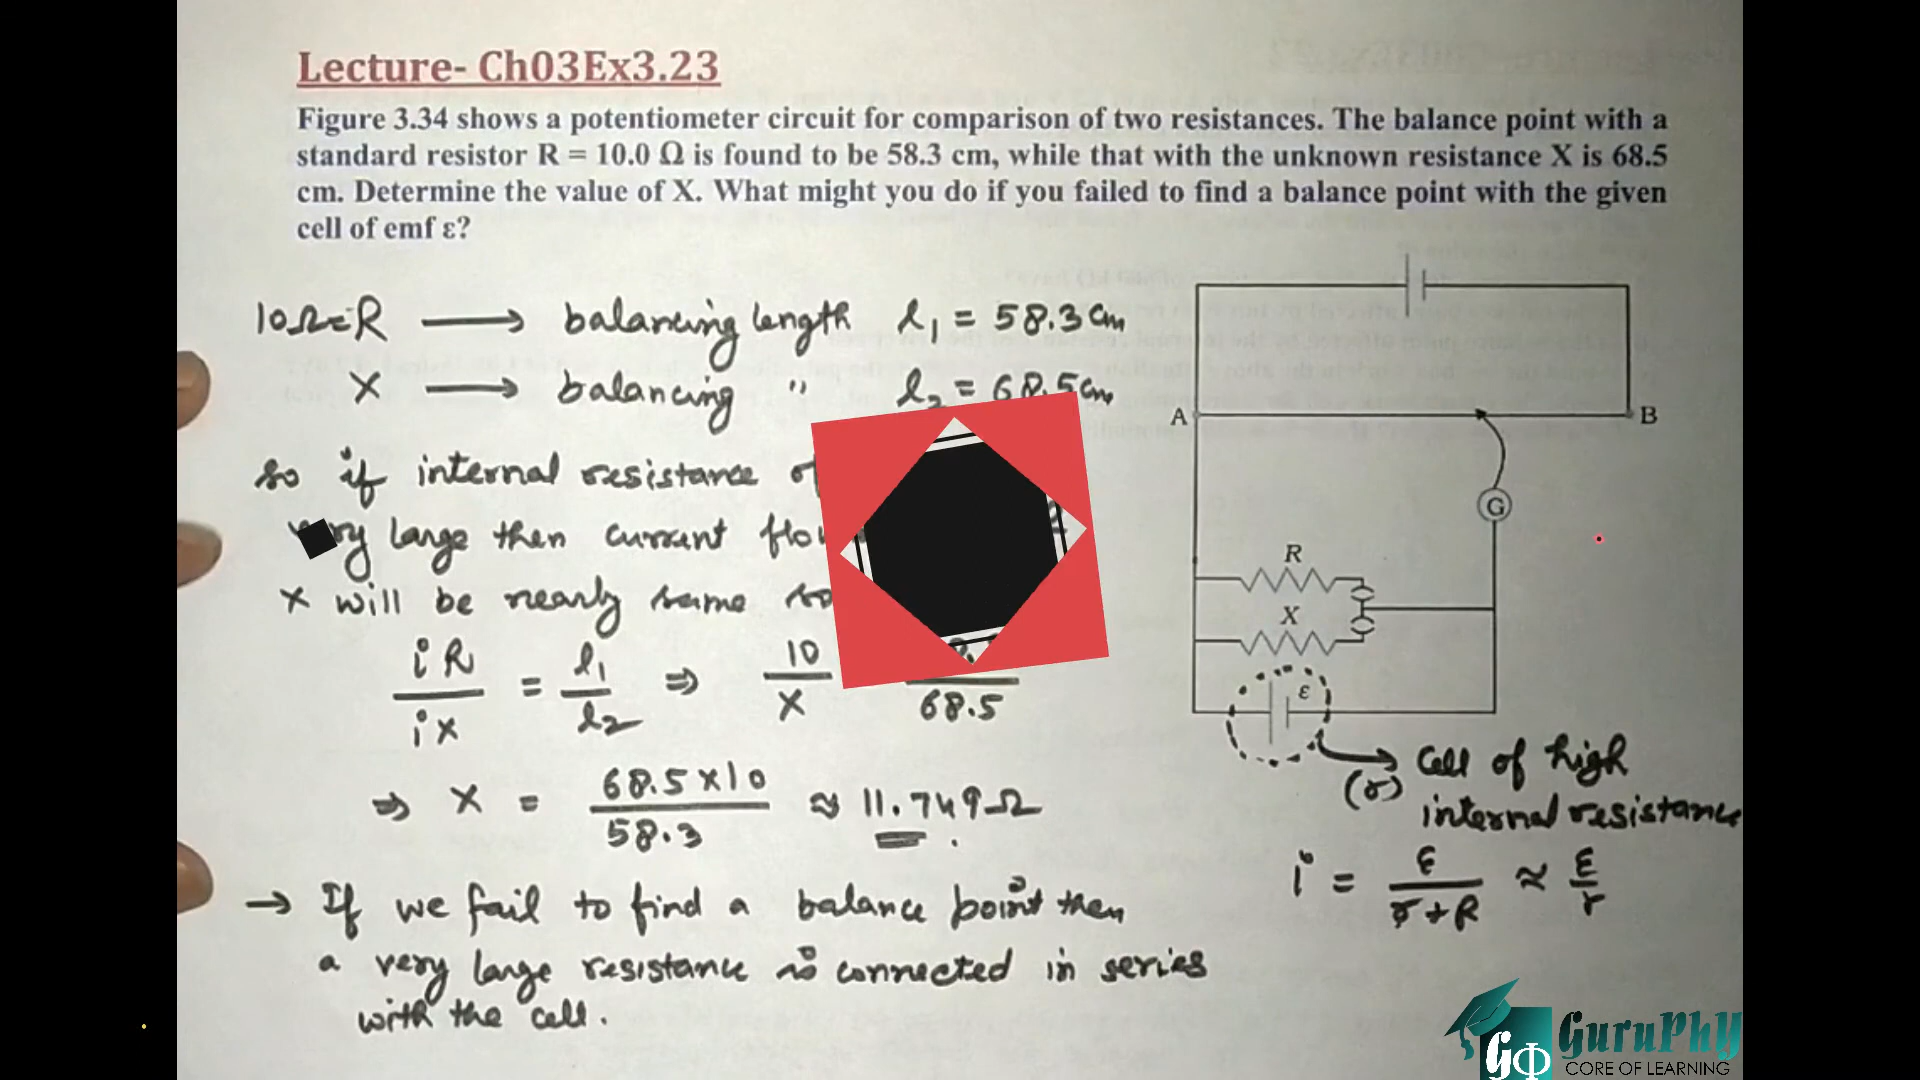 Lecture- Ch03Ex3.23
Figure 3.34 shows a potentiometer circuit for comparison of two resistances. The balance point with a
standard resistor R = 10.0 Ω is found to be 58.3 cm, while that with the unknown resistance X is 68.5
cm. Determine the value of X. What might you do if you failed to find a balance point with the given
cell of emf ε?
10Ω=R ⟶ balancing length l₁ = 58.3cm
X ⟶ balancing " l₂ = 68.5cm
so if internal resistance
large then current
X will be nearly same so
iR/iX = l₁/l₂ ⇒ 10/X 68.5
⇒ X = 68.5×10/58.3 ≈ 11.749Ω
→ If we fail to find a balance point then
a very large resistance is connected in series
with the cell.
A
B
G
R
X
ε
Cell of high
(r)
internal resistance
i = ε/r+R ≈ ε/r
GΦ
GuruPhy
CORE OF LEARNING